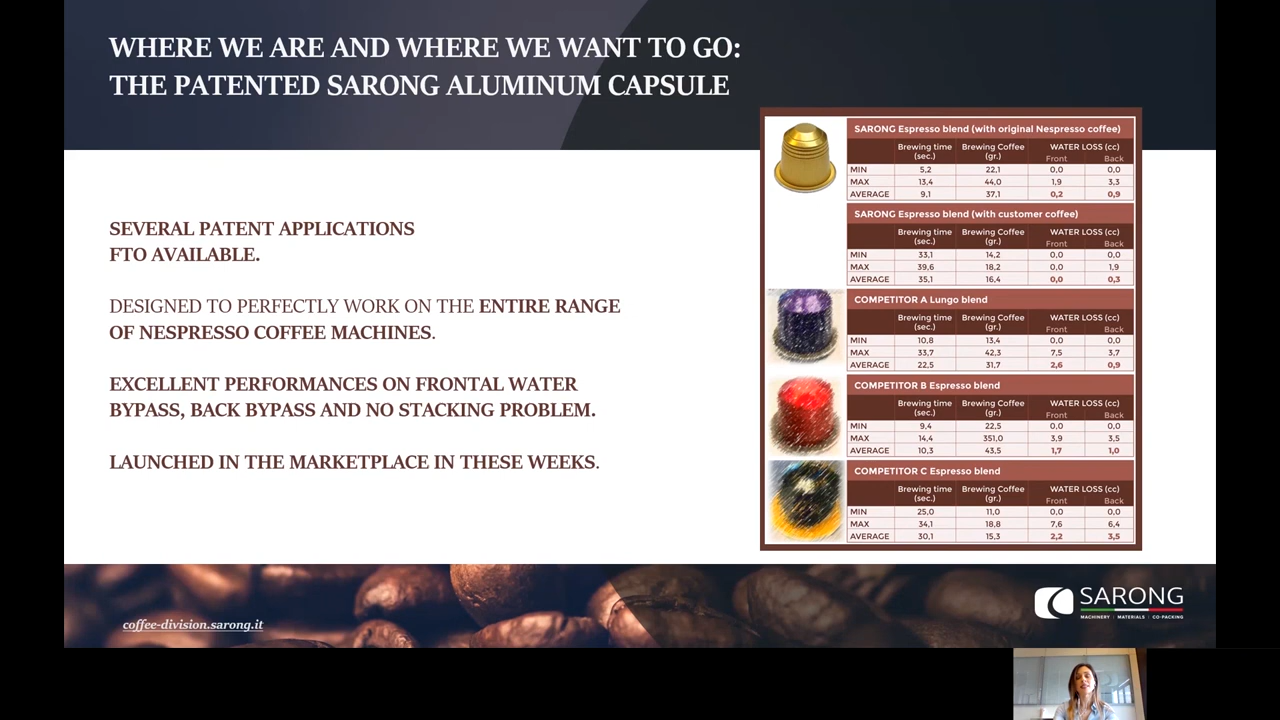 WHERE WE ARE AND WHERE WE WANT TO GO:
THE PATENTED SARONG ALUMINUM CAPSULE
SEVERAL PATENT APPLICATIONS
FTO AVAILABLE.
DESIGNED TO PERFECTLY WORK ON THE ENTIRE RANGE
OF NESPRESSO COFFEE MACHINES.
EXCELLENT PERFORMANCES ON FRONTAL WATER
BYPASS, BACK BYPASS AND NO STACKING PROBLEM.
LAUNCHED IN THE MARKETPLACE IN THESE WEEKS.
SARONG Espresso blend (with original Nespresso coffee)
Brewing time Brewing Coffee WATER LOSS (cc)
(sec.) (gr.) Front Back
MIN 5,2 22,1 0,0 0,0
MAX 13,4 44,0 1,9 3,3
AVERAGE 9,1 37,1 0,2 0,9
SARONG Espresso blend (with customer coffee)
Brewing time Brewing Coffee WATER LOSS (cc)
(sec.) (gr.) Front Back
MIN 33,1 14,2 0,0 0,0
MAX 39,6 18,2 0,0 1,9
AVERAGE 35,1 16,4 0,0 0,3
COMPETITOR A Lungo blend
Brewing time Brewing Coffee WATER LOSS (cc)
(sec.) (gr.) Front Back
MIN 10,8 13,4 0,0 0,0
MAX 33,7 42,3 7,5 3,7
AVERAGE 22,5 31,7 2,6 0,9
COMPETITOR B Espresso blend
Brewing time Brewing Coffee WATER LOSS (cc)
(sec.) (gr.) Front Back
MIN 9,4 22,5 0,0 0,0
MAX 14,4 351,0 3,9 3,5
AVERAGE 10,3 43,5 1,7 1,0
COMPETITOR C Espresso blend
Brewing time Brewing Coffee WATER LOSS (cc)
(sec.) (gr.) Front Back
MIN 25,0 11,0 0,0 0,0
MAX 34,1 18,8 7,6 6,4
AVERAGE 30,1 15,3 2,2 3,5
coffee-division.sarong.it
SARONG
MACHINERY | MATERIALS | CO-PACKING